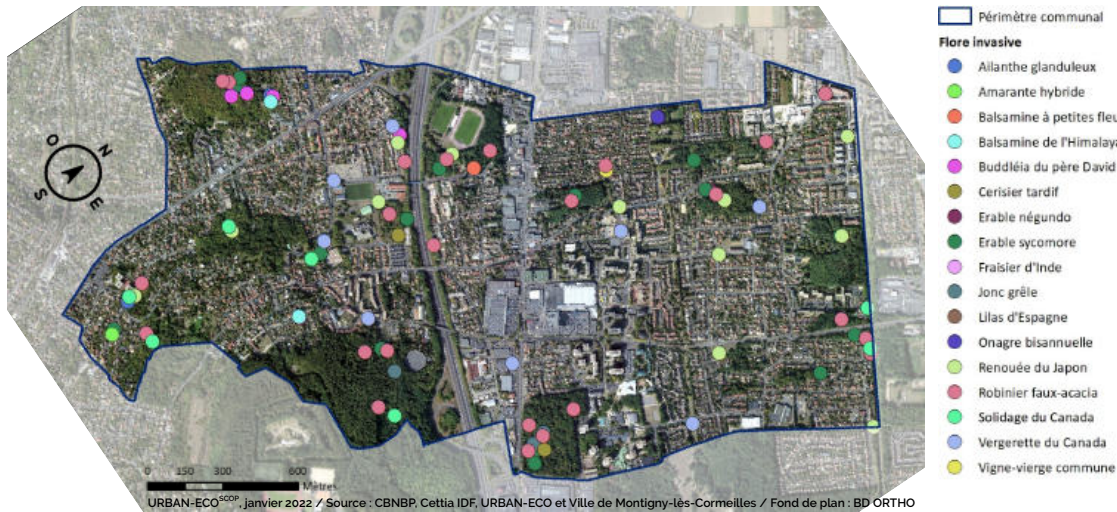 Périmètre communal
Flore invasive
Ailanthe glanduleux
Amarante hybride
Balsamine à petites fleu
Balsamine de l'Himalaya
Buddléia du père David
Cerisier tardif
Erable négundo
Erable sycomore
Fraisier d'Inde
Jonc grêle
Lilas d'Espagne
Onagre bisannuelle
Renouée du Japon
Robinier faux-acacia
Solidage du Canada
Vergerette du Canada
Vigne-vierge commune
O N
S E
0 150 300 600
Mètres
URBAN-ECO SCOP, janvier 2022 / Source : CBNBP, Cettia IDF, URBAN-ECO et Ville de Montigny-lès-Cormeilles / Fond de plan : BD ORTHO